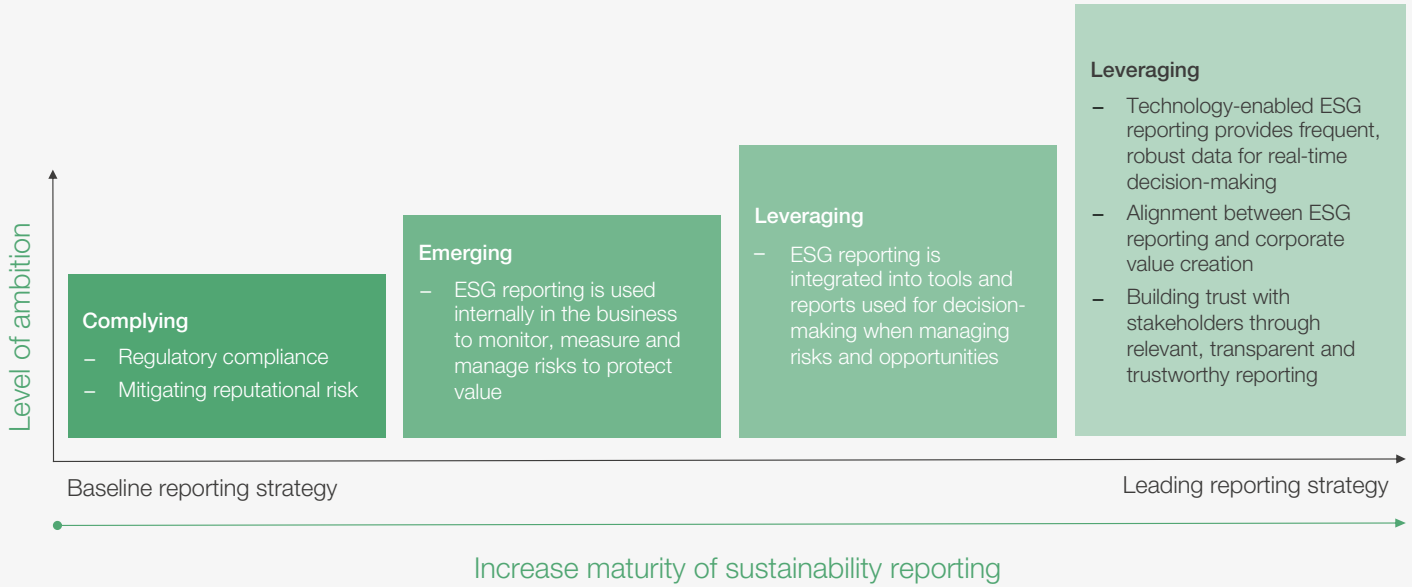 Level of ambition
Complying
– Regulatory compliance
– Mitigating reputational risk
Emerging
– ESG reporting is used
internally in the business
to monitor, measure and
manage risks to protect
value
Leveraging
– ESG reporting is
integrated into tools and
reports used for decision-
making when managing
risks and opportunities
Leveraging
– Technology-enabled ESG
reporting provides frequent,
robust data for real-time
decision-making
– Alignment between ESG
reporting and corporate
value creation
– Building trust with
stakeholders through
relevant, transparent and
trustworthy reporting
Baseline reporting strategy
Leading reporting strategy
Increase maturity of sustainability reporting